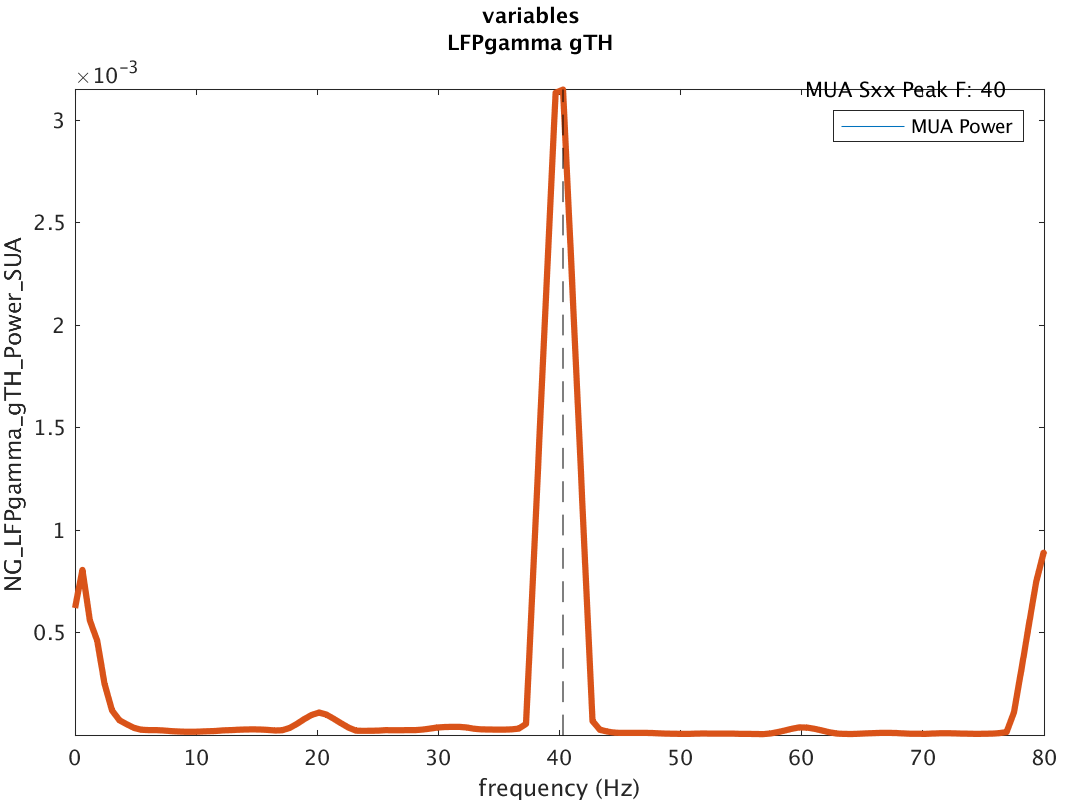 variables
LFPgamma gTH
×10-3
MUA Sxx Peak F: 40
MUA Power
3
2.5
2
1.5
1
0.5
NG_LFPgamma_gTH_Power_SUA
0 10 20 30 40 50 60 70 80
frequency (Hz)